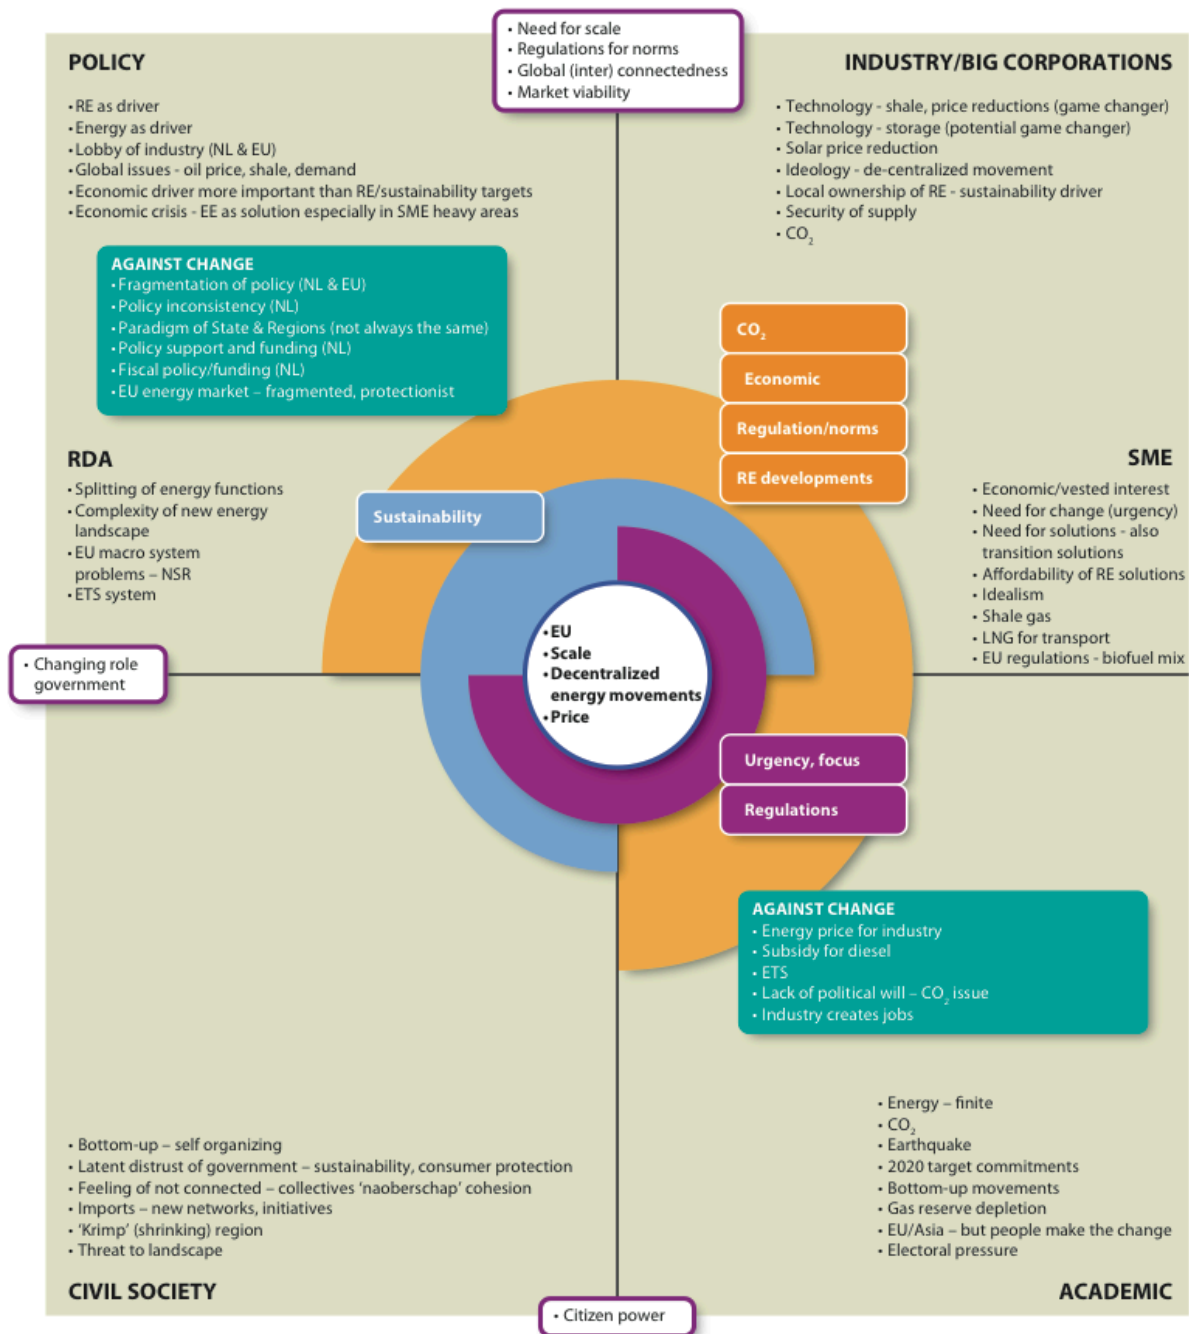 • Need for scale
• Regulations for norms
• Global (inter) connectedness
• Market viability
POLICY
• RE as driver
• Energy as driver
• Lobby of industry (NL & EU)
• Global issues - oil price, shale, demand
• Economic driver more important than RE/sustainability targets
• Economic crisis - EE as solution especially in SME heavy areas
INDUSTRY/BIG CORPORATIONS
• Technology - shale, price reductions (game changer)
• Technology - storage (potential game changer)
• Solar price reduction
• Ideology - de-centralized movement
• Local ownership of RE - sustainability driver
• Security of supply
• CO₂
AGAINST CHANGE
• Fragmentation of policy (NL & EU)
• Policy inconsistency (NL)
• Paradigm of State & Regions (not always the same)
• Policy support and funding (NL)
• Fiscal policy/funding (NL)
• EU energy market – fragmented, protectionist
CO₂
Economic
Regulation/norms
RE developments
RDA
• Splitting of energy functions
• Complexity of new energy
landscape
• EU macro system
problems – NSR
• ETS system
Sustainability
SME
• Economic/vested interest
• Need for change (urgency)
• Need for solutions - also
transition solutions
• Affordability of RE solutions
• Idealism
• Shale gas
• LNG for transport
• EU regulations - biofuel mix
• EU
• Scale
• Decentralized
energy movements
• Price
• Changing role
government
Urgency, focus
Regulations
AGAINST CHANGE
• Energy price for industry
• Subsidy for diesel
• ETS
• Lack of political will – CO₂ issue
• Industry creates jobs
• Bottom-up – self organizing
• Latent distrust of government – sustainability, consumer protection
• Feeling of not connected – collectives ‘naoberschap’ cohesion
• Imports – new networks, initiatives
• ‘Krimp’ (shrinking) region
• Threat to landscape
CIVIL SOCIETY
• Energy – finite
• CO₂
• Earthquake
• 2020 target commitments
• Bottom-up movements
• Gas reserve depletion
• EU/Asia – but people make the change
• Electoral pressure
ACADEMIC
• Citizen power